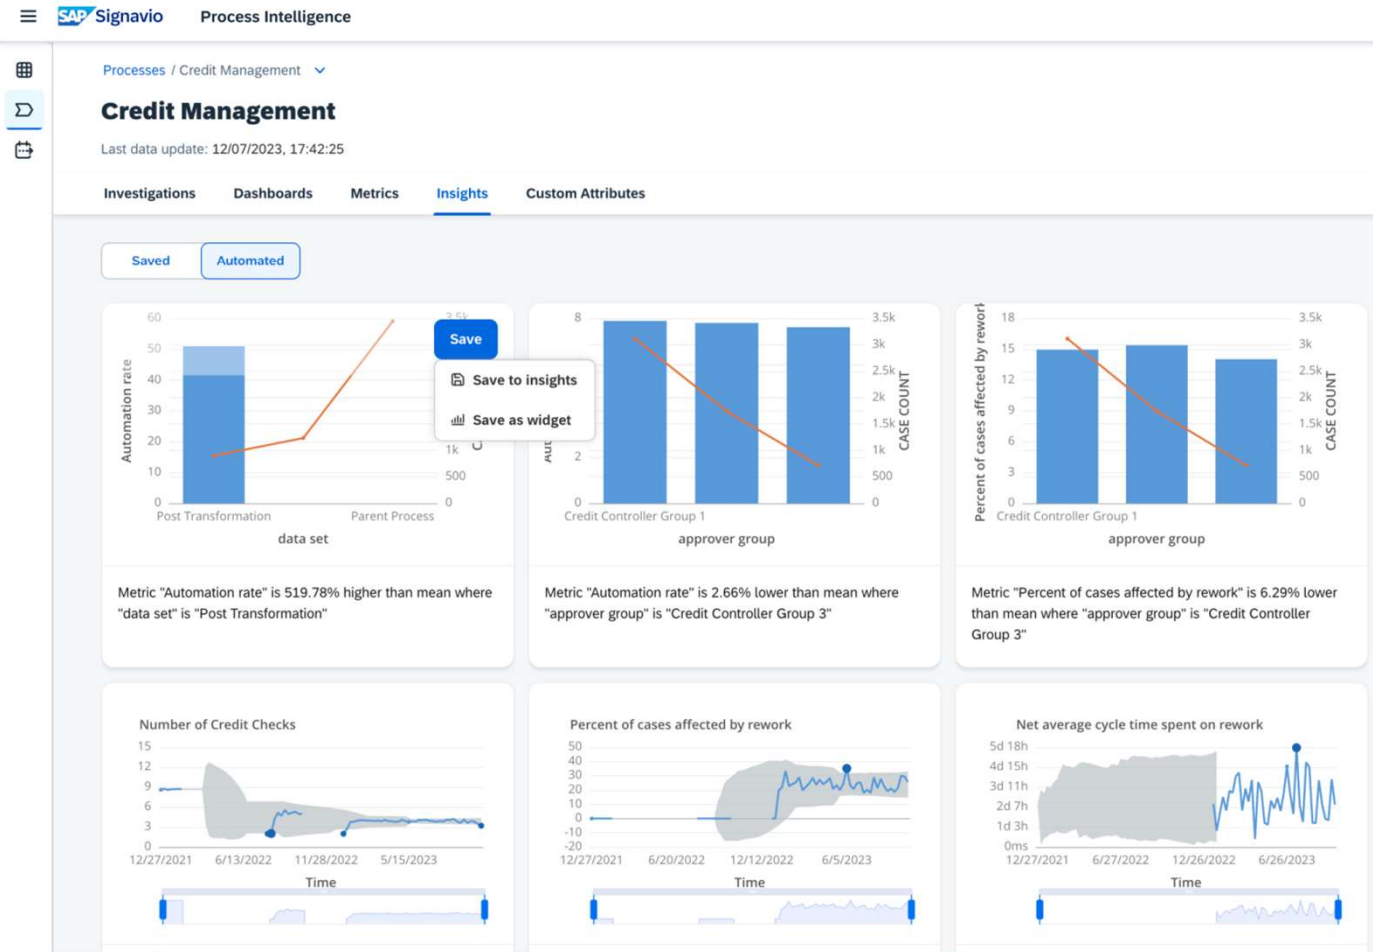 SAP Signavio Process Intelligence
Processes / Credit Management
Credit Management
Last data update: 12/07/2023, 17:42:25
Investigations Dashboards Metrics Insights Custom Attributes
Saved Automated
60
50
40
30
20
10
0
Automation rate
3.5k
1k
500
0
Post Transformation Parent Process
data set
Save
Save to insights
Save as widget
Metric "Automation rate" is 519.78% higher than mean where
"data set" is "Post Transformation"
8
2
0
3.5k
3k
2.5k
2k
1.5k
1k
500
0
CASE COUNT
Credit Controller Group 1
approver group
Metric "Automation rate" is 2.66% lower than mean where
"approver group" is "Credit Controller Group 3"
Percent of cases affected by rework
18
15
12
9
6
3
0
3.5k
3k
2.5k
2k
1.5k
1k
500
0
CASE COUNT
Credit Controller Group 1
approver group
Metric "Percent of cases affected by rework" is 6.29% lower
than mean where "approver group" is "Credit Controller
Group 3"
Number of Credit Checks
15
12
9
6
3
0
12/27/2021 6/13/2022 11/28/2022 5/15/2023
Time
Percent of cases affected by rework
50
40
30
20
10
0
-10
-20
12/27/2021 6/20/2022 12/12/2022 6/5/2023
Time
Net average cycle time spent on rework
5d 18h
4d 15h
3d 11h
2d 7h
1d 3h
0ms
12/27/2021 6/27/2022 12/26/2022 6/26/2023
Time